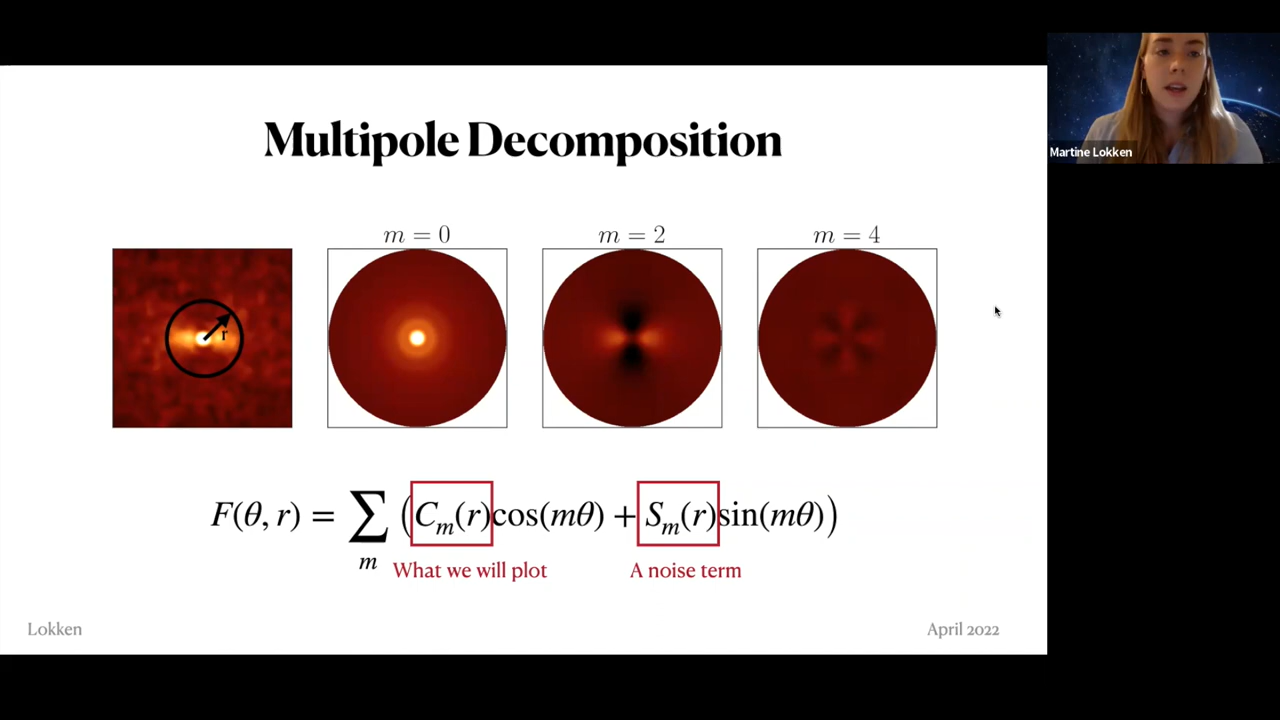 Multipole Decomposition
Martine Lokken
m = 0
m = 2
m = 4
r
F(θ, r) = ∑ (C_m(r)cos(mθ) + S_m(r)sin(mθ))
m
What we will plot
A noise term
Lokken
April 2022